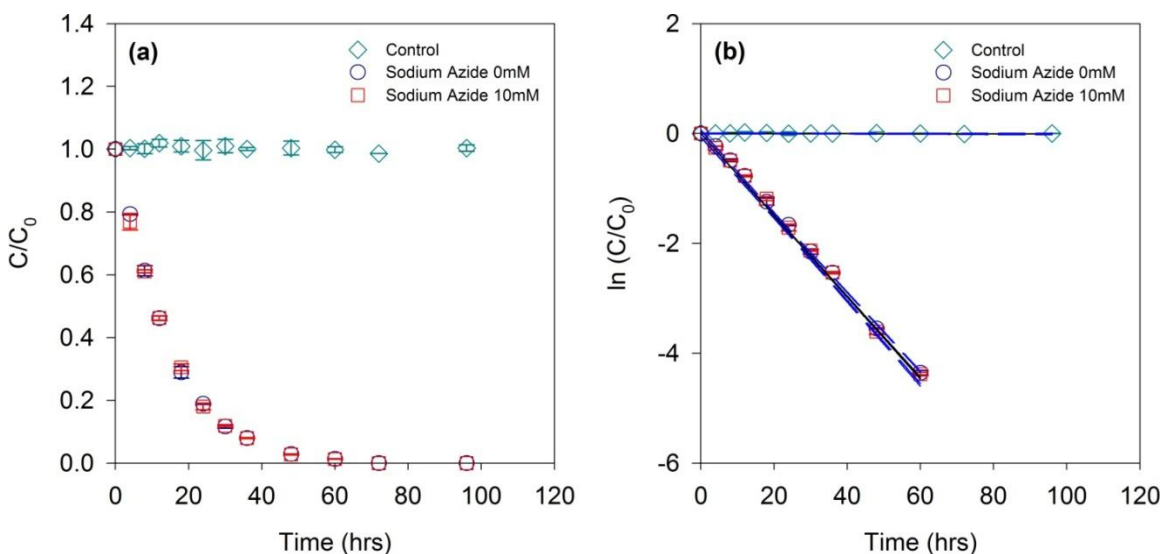 (a)
Control
Sodium Azide 0mM
Sodium Azide 10mM
C/C0
1.4
1.2
1.0
0.8
0.6
0.4
0.2
0.0
0 20 40 60 80 100 120
Time (hrs)
(b)
Control
Sodium Azide 0mM
Sodium Azide 10mM
ln (C/C0)
2
0
-2
-4
-6
0 20 40 60 80 100 120
Time (hrs)